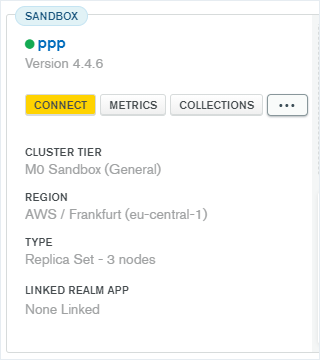 SANDBOX
ppp
Version 4.4.6
CONNECT METRICS COLLECTIONS ...
CLUSTER TIER
M0 Sandbox (General)
REGION
AWS / Frankfurt (eu-central-1)
TYPE
Replica Set - 3 nodes
LINKED REALM APP
None Linked